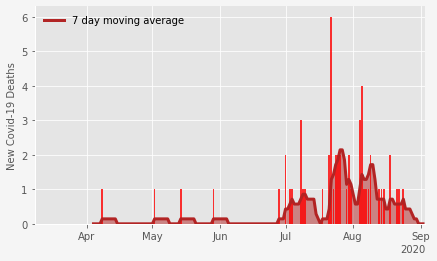 7 day moving average
New Covid-19 Deaths
6
5
4
3
2
1
0
Apr
May
Jun
Jul
Aug
Sep
2020